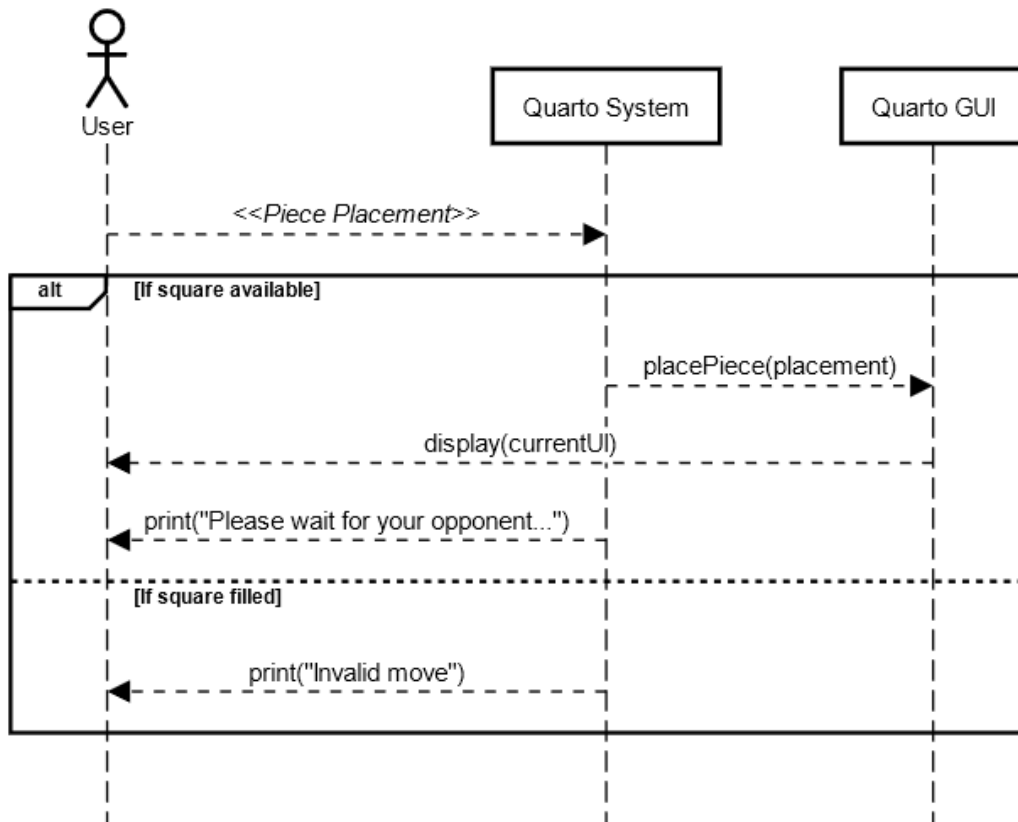 User
Quarto System
Quarto GUI
<<Piece Placement>>
alt
[If square available]
placePiece(placement)
display(currentUI)
print("Please wait for your opponent...")
[If square filled]
print("Invalid move")